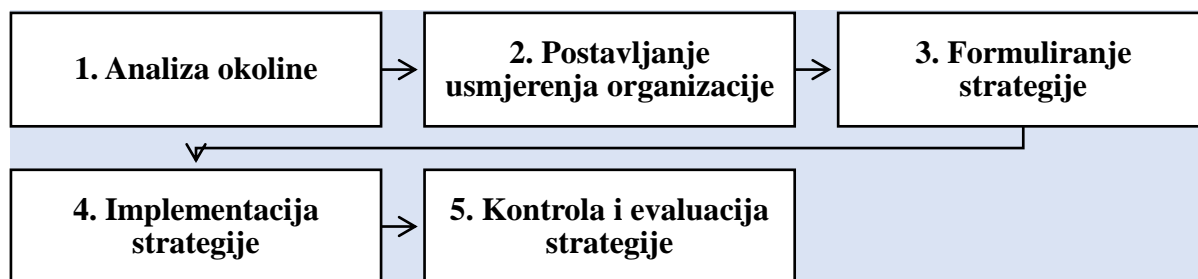 1. Analiza okoline
2. Postavljanje
usmjerenja organizacije
3. Formuliranje
strategije
4. Implementacija
strategije
5. Kontrola i evaluacija
strategije